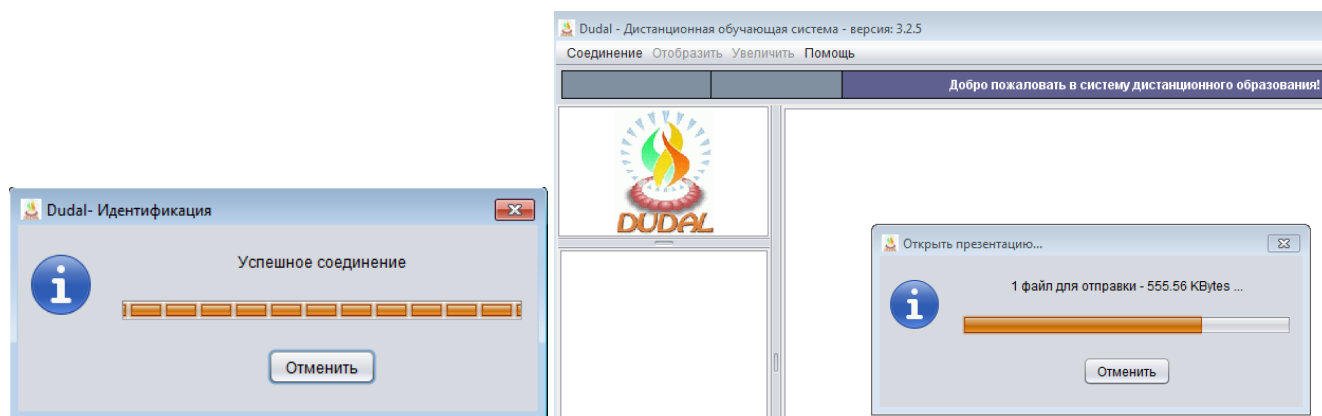 Dudal- Идентификация
Успешное соединение
Отменить
Dudal - Дистанционная обучающая система - версия: 3.2.5
Соединение Отобразить Увеличить Помощь
Добро пожаловать в систему дистанционного образования!
DUDAL
Открыть презентацию...
1 файл для отправки - 555.56 KBytes ...
Отменить